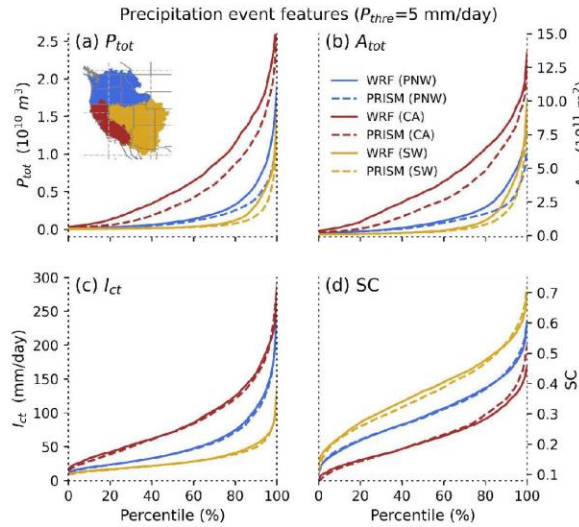 Precipitation event features (P_thre=5 mm/day)
(a) P_tot
(b) A_tot
2.5
2.0
1.5
1.0
0.5
0.0
P_tot (10^10 m^3)
WRF (PNW)
PRISM (PNW)
WRF (CA)
PRISM (CA)
WRF (SW)
PRISM (SW)
15.0
12.5
10.0
7.5
5.0
2.5
0.0
(c) I_ct
(d) SC
300
250
200
150
100
50
0
I_ct (mm/day)
0.7
0.6
0.5
0.4
0.3
0.2
0.1
SC
0 20 40 60 80 100
0 20 40 60 80 100
Percentile (%)
Percentile (%)